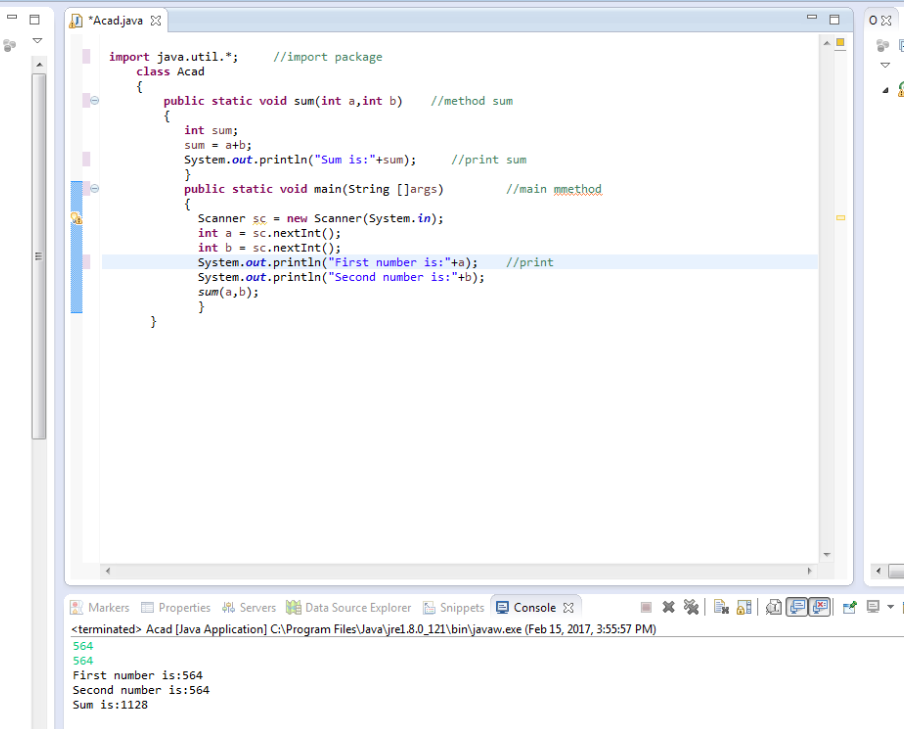 *Acad.java
import java.util.*; //import package
class Acad
{
public static void sum(int a,int b) //method sum
{
int sum;
sum = a+b;
System.out.println("Sum is:"+sum); //print sum
}
public static void main(String []args) //main mmethod
{
Scanner sc = new Scanner(System.in);
int a = sc.nextInt();
int b = sc.nextInt();
System.out.println("First number is:"+a); //print
System.out.println("Second number is:"+b);
sum(a,b);
}
}
Markers Properties Servers Data Source Explorer Snippets Console
<terminated> Acad [Java Application] C:\Program Files\Java\jre1.8.0_121\bin\javaw.exe (Feb 15, 2017, 3:55:57 PM)
564
564
First number is:564
Second number is:564
Sum is:1128